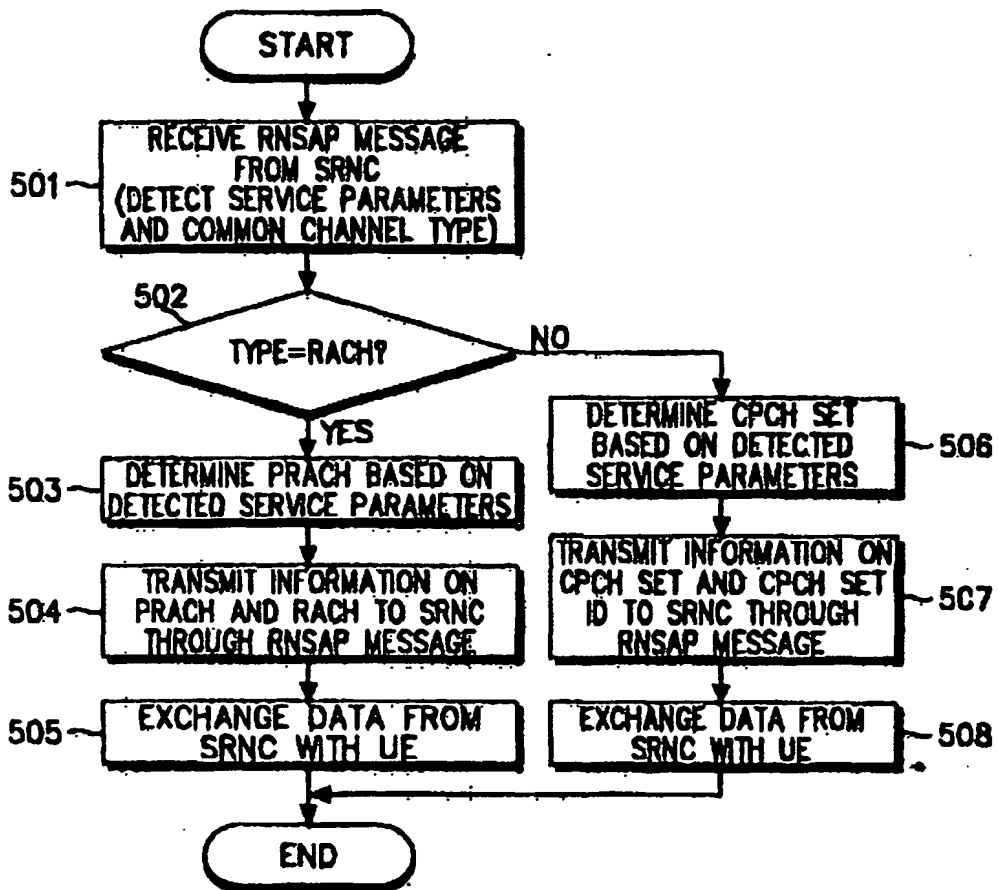 START
501
RECEIVE RNSAP MESSAGE
FROM SRNC
(DETECT SERVICE PARAMETERS
AND COMMON CHANNEL TYPE)
502
TYPE=RACH?
NO
YES
503
DETERMINE PRACH BASED ON
DETECTED SERVICE PARAMETERS
504
TRANSMIT INFORMATION ON
PRACH AND RACH TO SRNC
THROUGH RNSAP MESSAGE
505
EXCHANGE DATA FROM
SRNC WITH UE
DETERMINE CPCH SET
BASED ON DETECTED
SERVICE PARAMETERS
506
TRANSMIT INFORMATION ON
CPCH SET AND CPCH SET
ID TO SRNC THROUGH
RNSAP MESSAGE
507
EXCHANGE DATA FROM
SRNC WITH UE
508
END